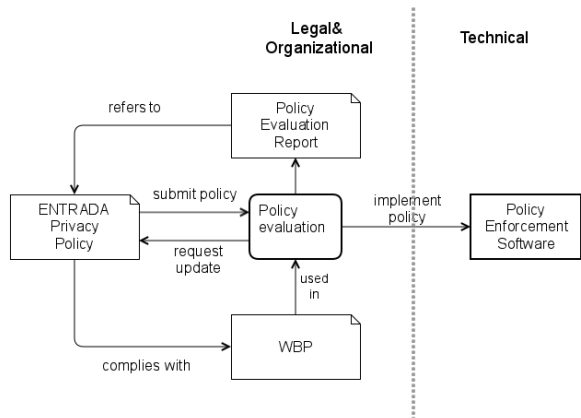 Legal&
Organizational
Technical
refers to
Policy
Evaluation
Report
submit policy
implement
policy
ENTRADA
Privacy
Policy
Policy
evaluation
Policy
Enforcement
Software
request
update
used
in
WBP
complies with